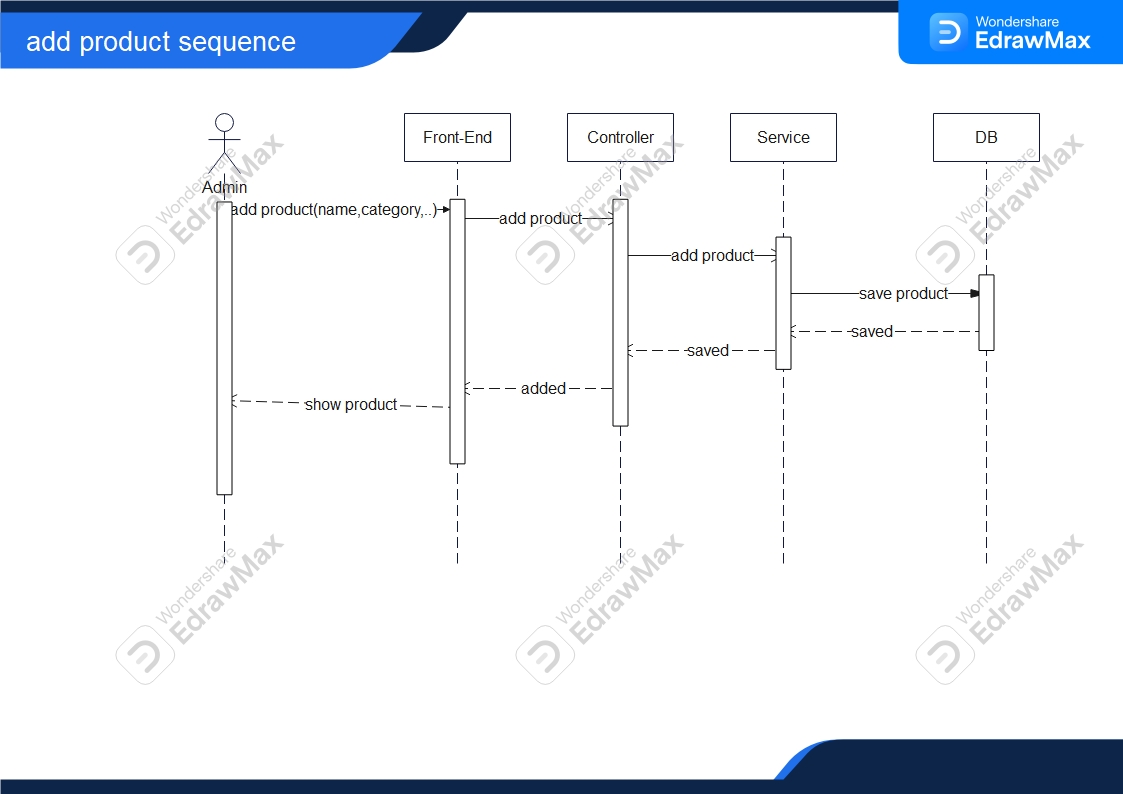 add product sequence
Wondershare
EdrawMax
Front-End
Controller
Service
DB
Admin
add product(name,category,..)
add product
add product
save product
saved
saved
added
show product
Wondershare
EdrawMax
Wondershare
EdrawMax
Wondershare
EdrawMax
Wondershare
EdrawMax
Wondershare
EdrawMax
Wondershare
EdrawMax